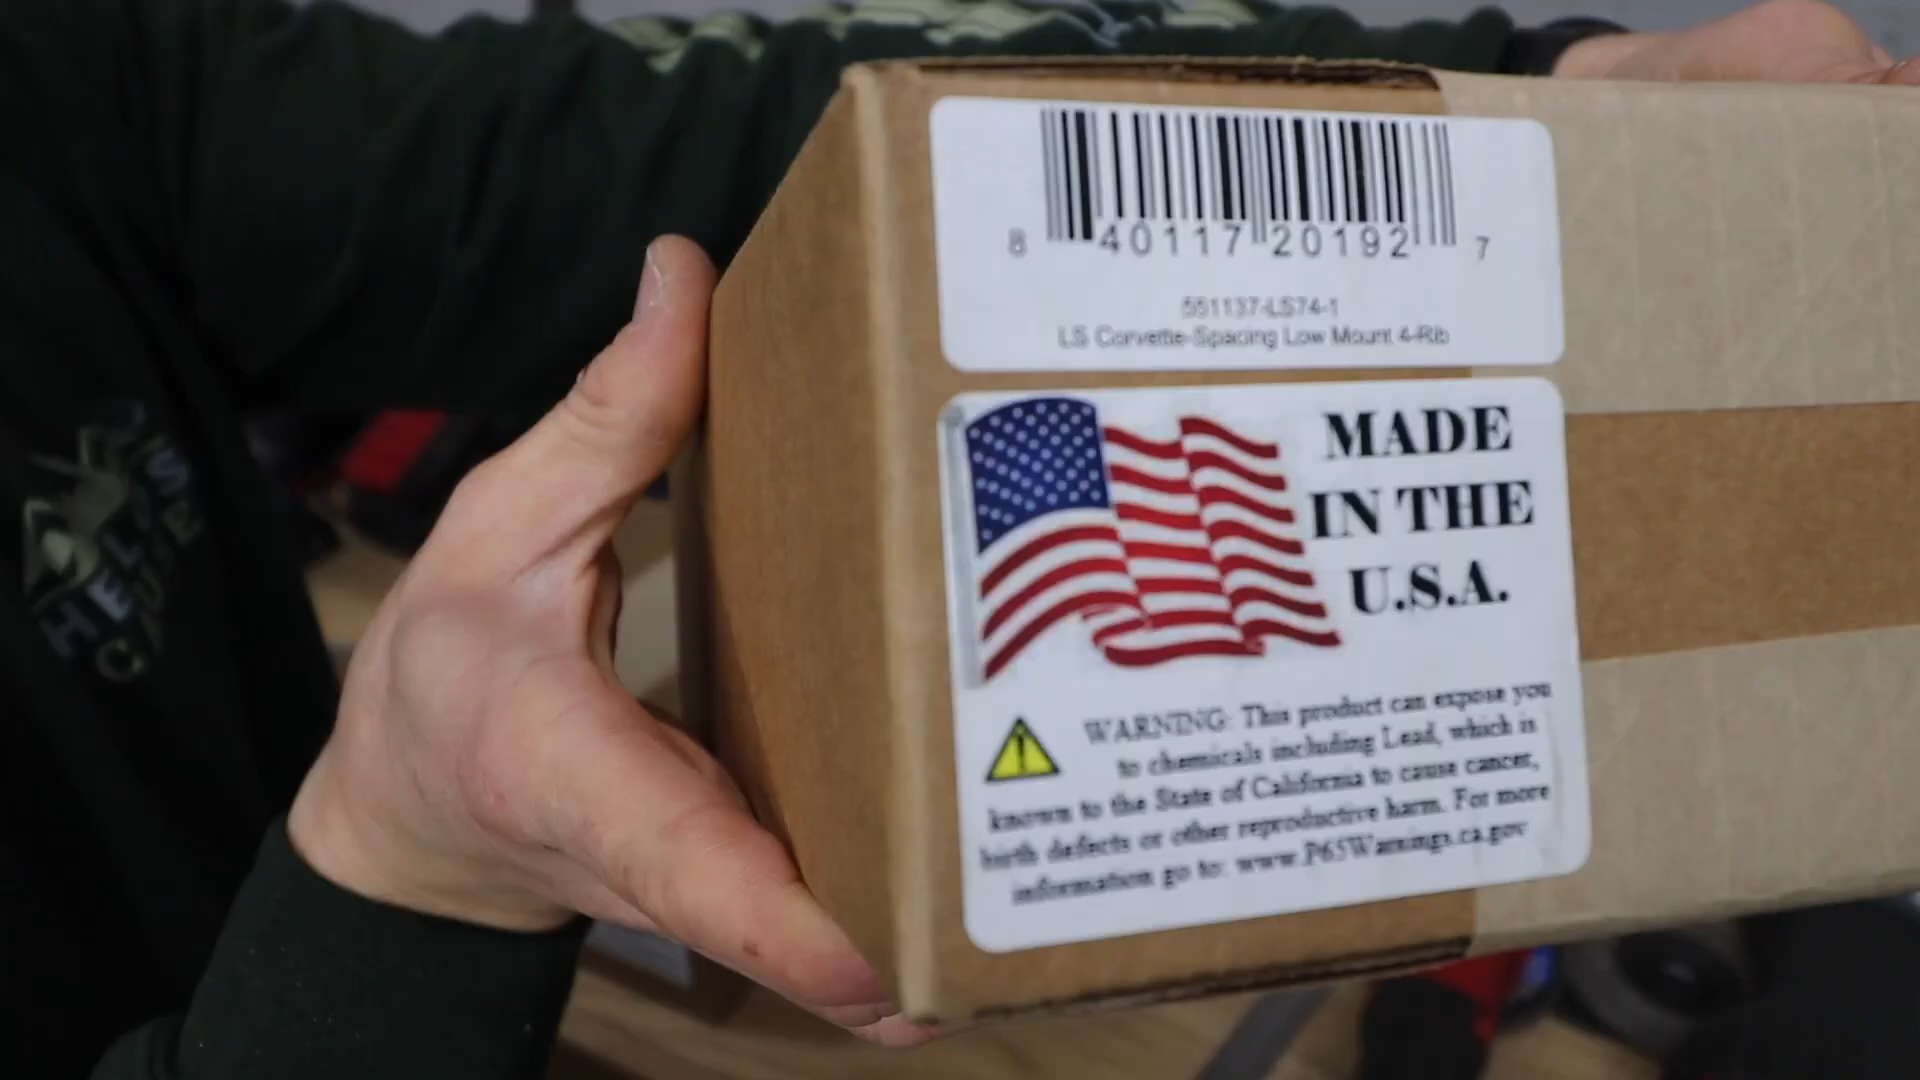 8 40117 20192 7
551137-LS74-1
LS Corvette-Spacing Low Mount 4-Rib
MADE
IN THE
U.S.A.
WARNING: This product can expose you
to chemicals including Lead, which is
known to the State of California to cause cancer,
birth defects or other reproductive harm. For more
information go to: www.P65Warnings.ca.gov